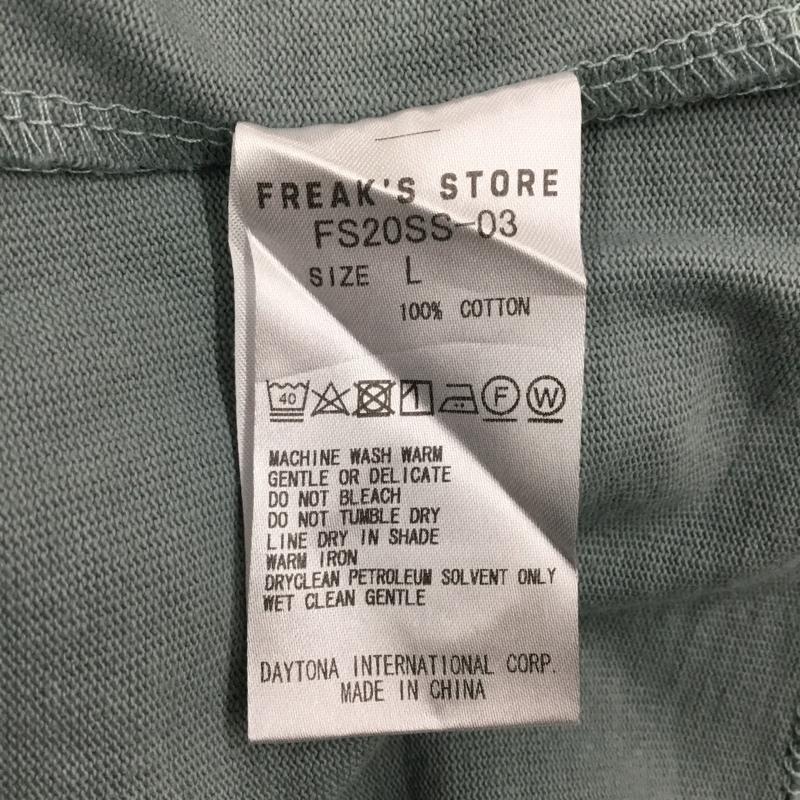 FREAK'S STORE
FS20SS-03
SIZE L
100% COTTON
40 F W
MACHINE WASH WARM
GENTLE OR DELICATE
DO NOT BLEACH
DO NOT TUMBLE DRY
LINE DRY IN SHADE
WARM IRON
DRYCLEAN PETROLEUM SOLVENT ONLY
WET CLEAN GENTLE
DAYTONA INTERNATIONAL CORP.
MADE IN CHINA